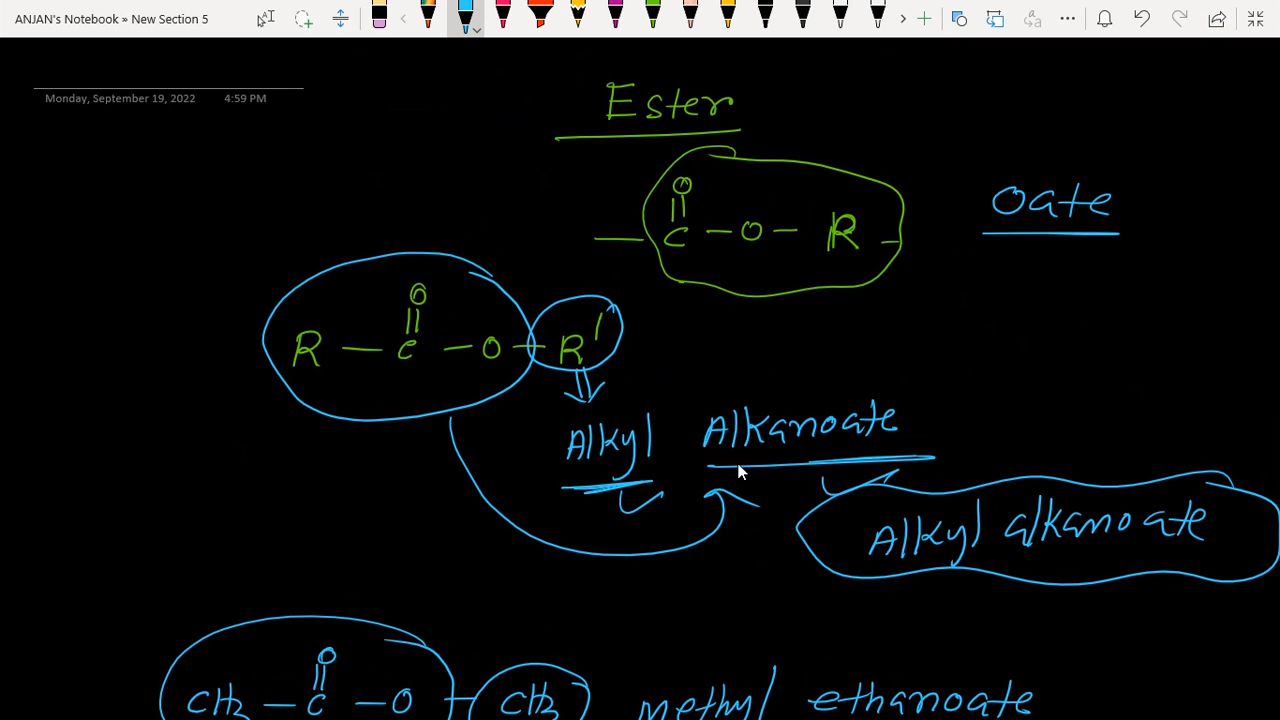 ANJAN's Notebook » New Section 5
Monday, September 19, 2022 4:59 PM
Ester
O
— C — O — R —
Oate
O
R — C — O — R'
Alkyl Alkanoate
Alkyl alkanoate
O
CH3 — C — O — CH3 methyl ethanoate